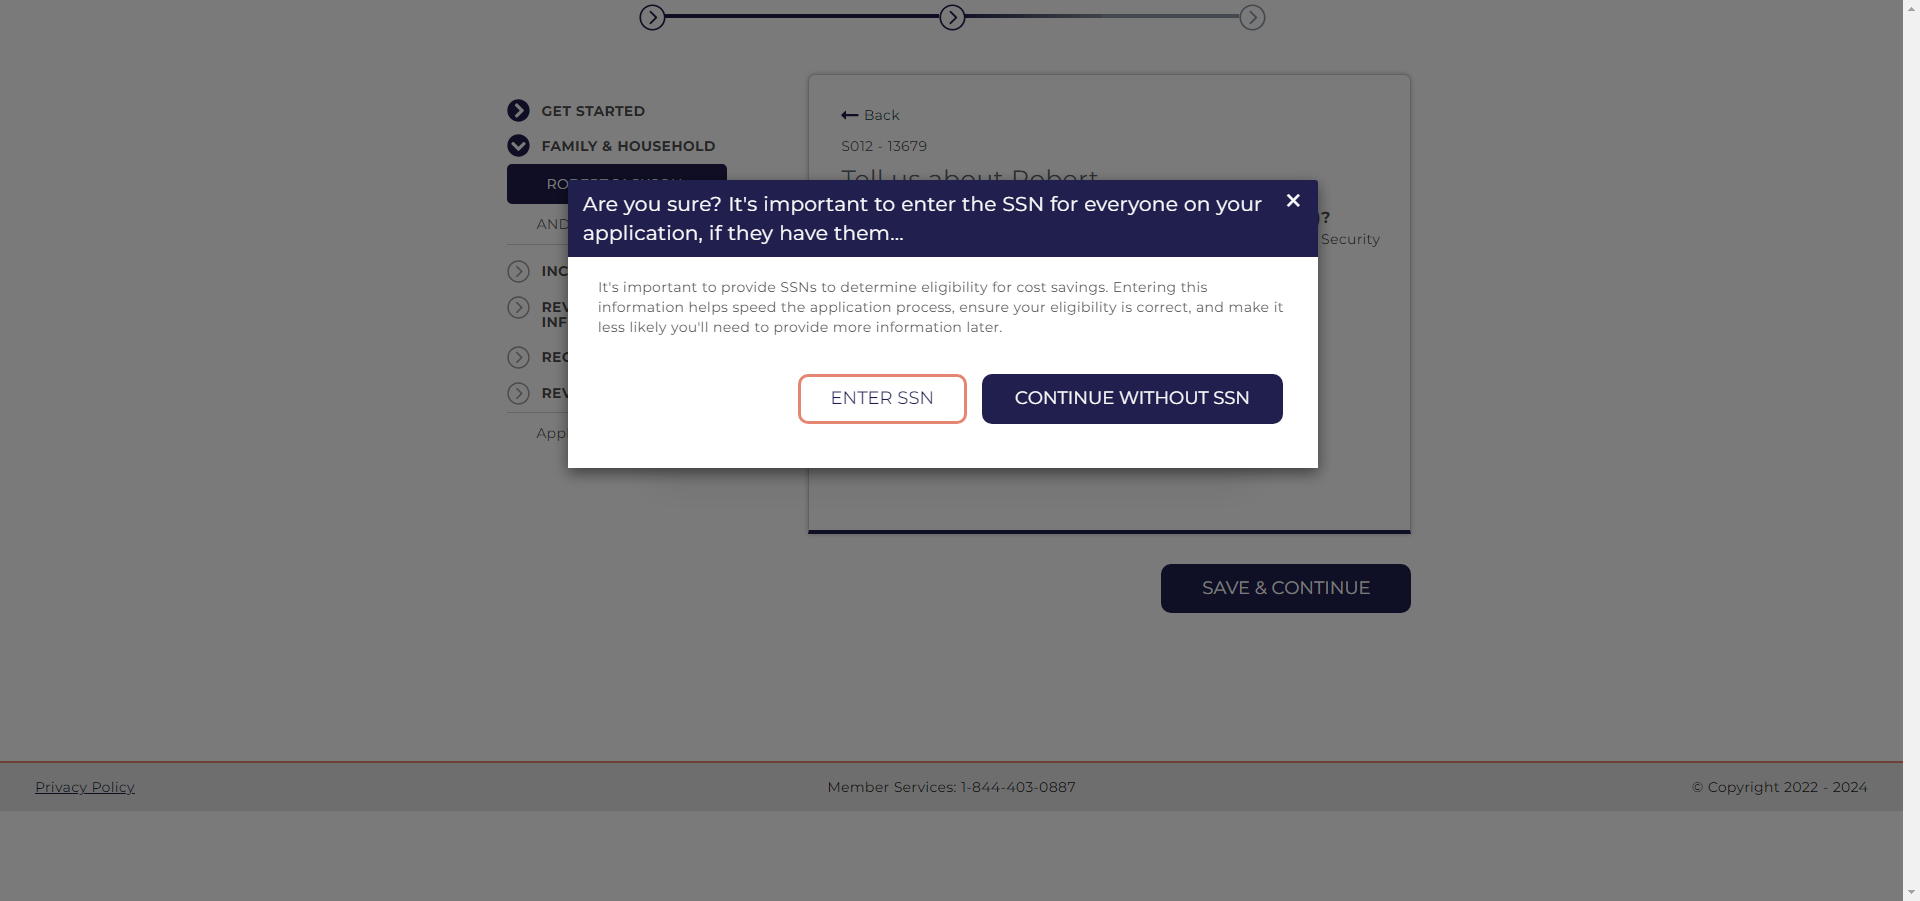 GET STARTED
FAMILY & HOUSEHOLD
Back
S012 - 13679
Tell us about Robert
Are you sure? It's important to enter the SSN for everyone on your
application, if they have them...
?
Security
It's important to provide SSNs to determine eligibility for cost savings. Entering this
information helps speed the application process, ensure your eligibility is correct, and make it
less likely you'll need to provide more information later.
ENTER SSN
CONTINUE WITHOUT SSN
AND
INC
REV
INF
REV
Appl
SAVE & CONTINUE
Privacy Policy
Member Services: 1-844-403-0887
© Copyright 2022 - 2024